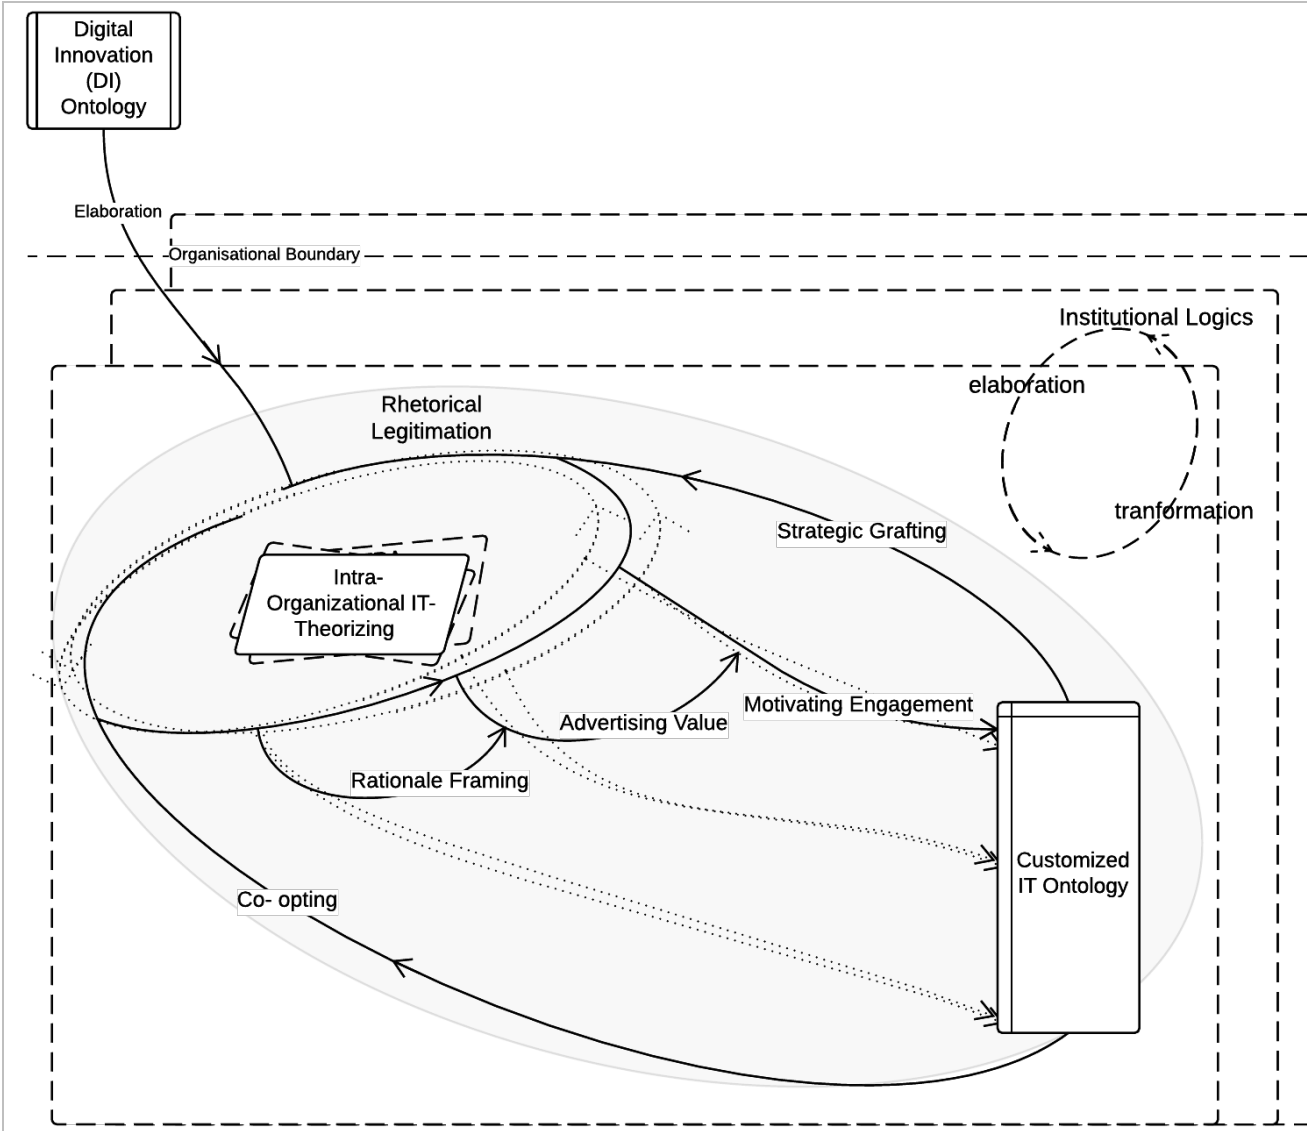 Digital
Innovation
(DI)
Ontology
Elaboration
Organisational Boundary
Institutional Logics
elaboration
tranformation
Rhetorical
Legitimation
Strategic Grafting
Intra-
Organizational IT-
Theorizing
Motivating Engagement
Advertising Value
Rationale Framing
Customized
IT Ontology
Co- opting